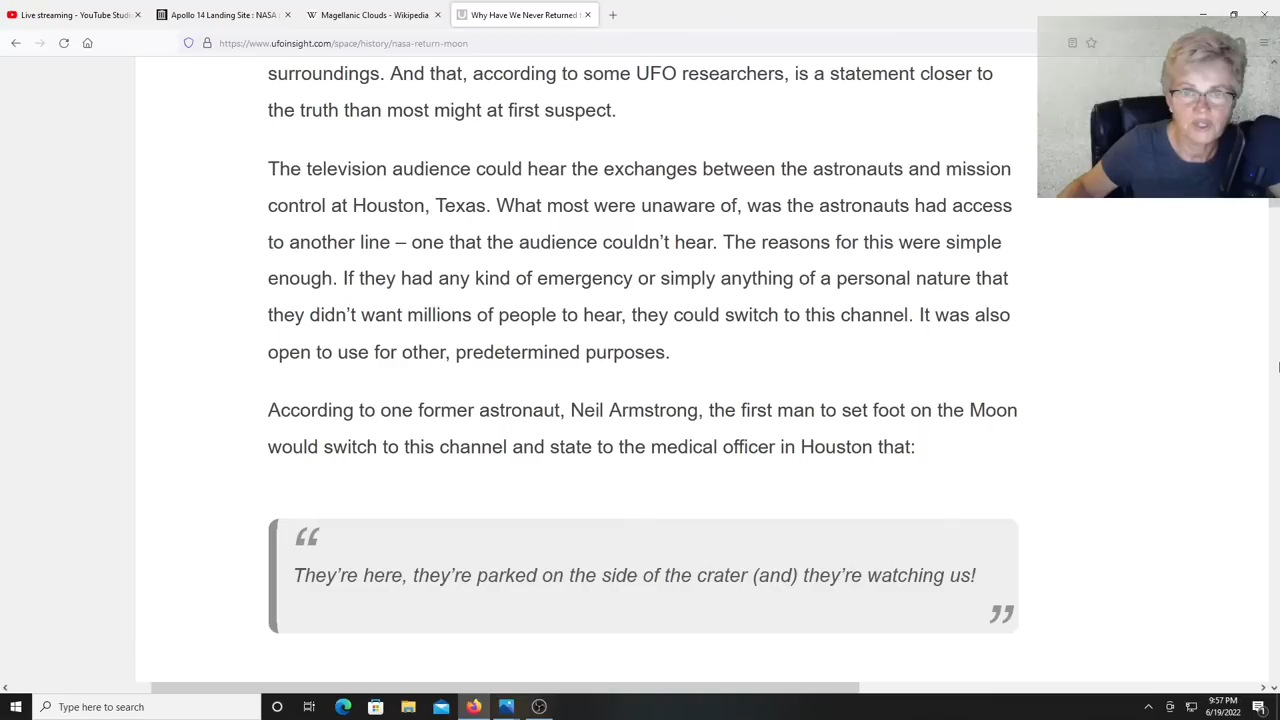 Live streaming - YouTube Stu
Apollo 14 Landing Site : NASA
Magellanic Clouds - Wikipedia
Why Have We Never Returned
https://www.ufoinsight.com/space/history/nasa-return-moon
surroundings. And that, according to some UFO researchers, is a statement closer to
the truth than most might at first suspect.
The television audience could hear the exchanges between the astronauts and mission
control at Houston, Texas. What most were unaware of, was the astronauts had access
to another line – one that the audience couldn't hear. The reasons for this were simple
enough. If they had any kind of emergency or simply anything of a personal nature that
they didn't want millions of people to hear, they could switch to this channel. It was also
open to use for other, predetermined purposes.
According to one former astronaut, Neil Armstrong, the first man to set foot on the Moon
would switch to this channel and state to the medical officer in Houston that:
“
They're here, they're parked on the side of the crater (and) they're watching us!
”
Type here to search
9:57 PM
6/19/2022